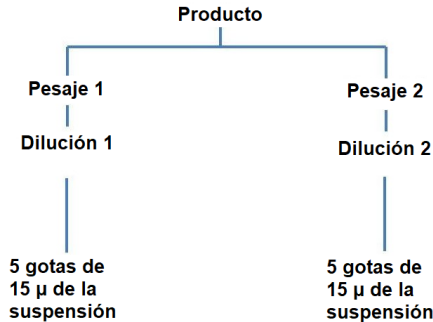 Producto
Pesaje 1
Pesaje 2
Dilución 1
Dilución 2
5 gotas de
15 µ de la
suspensión
5 gotas de
15 µ de la
suspensión